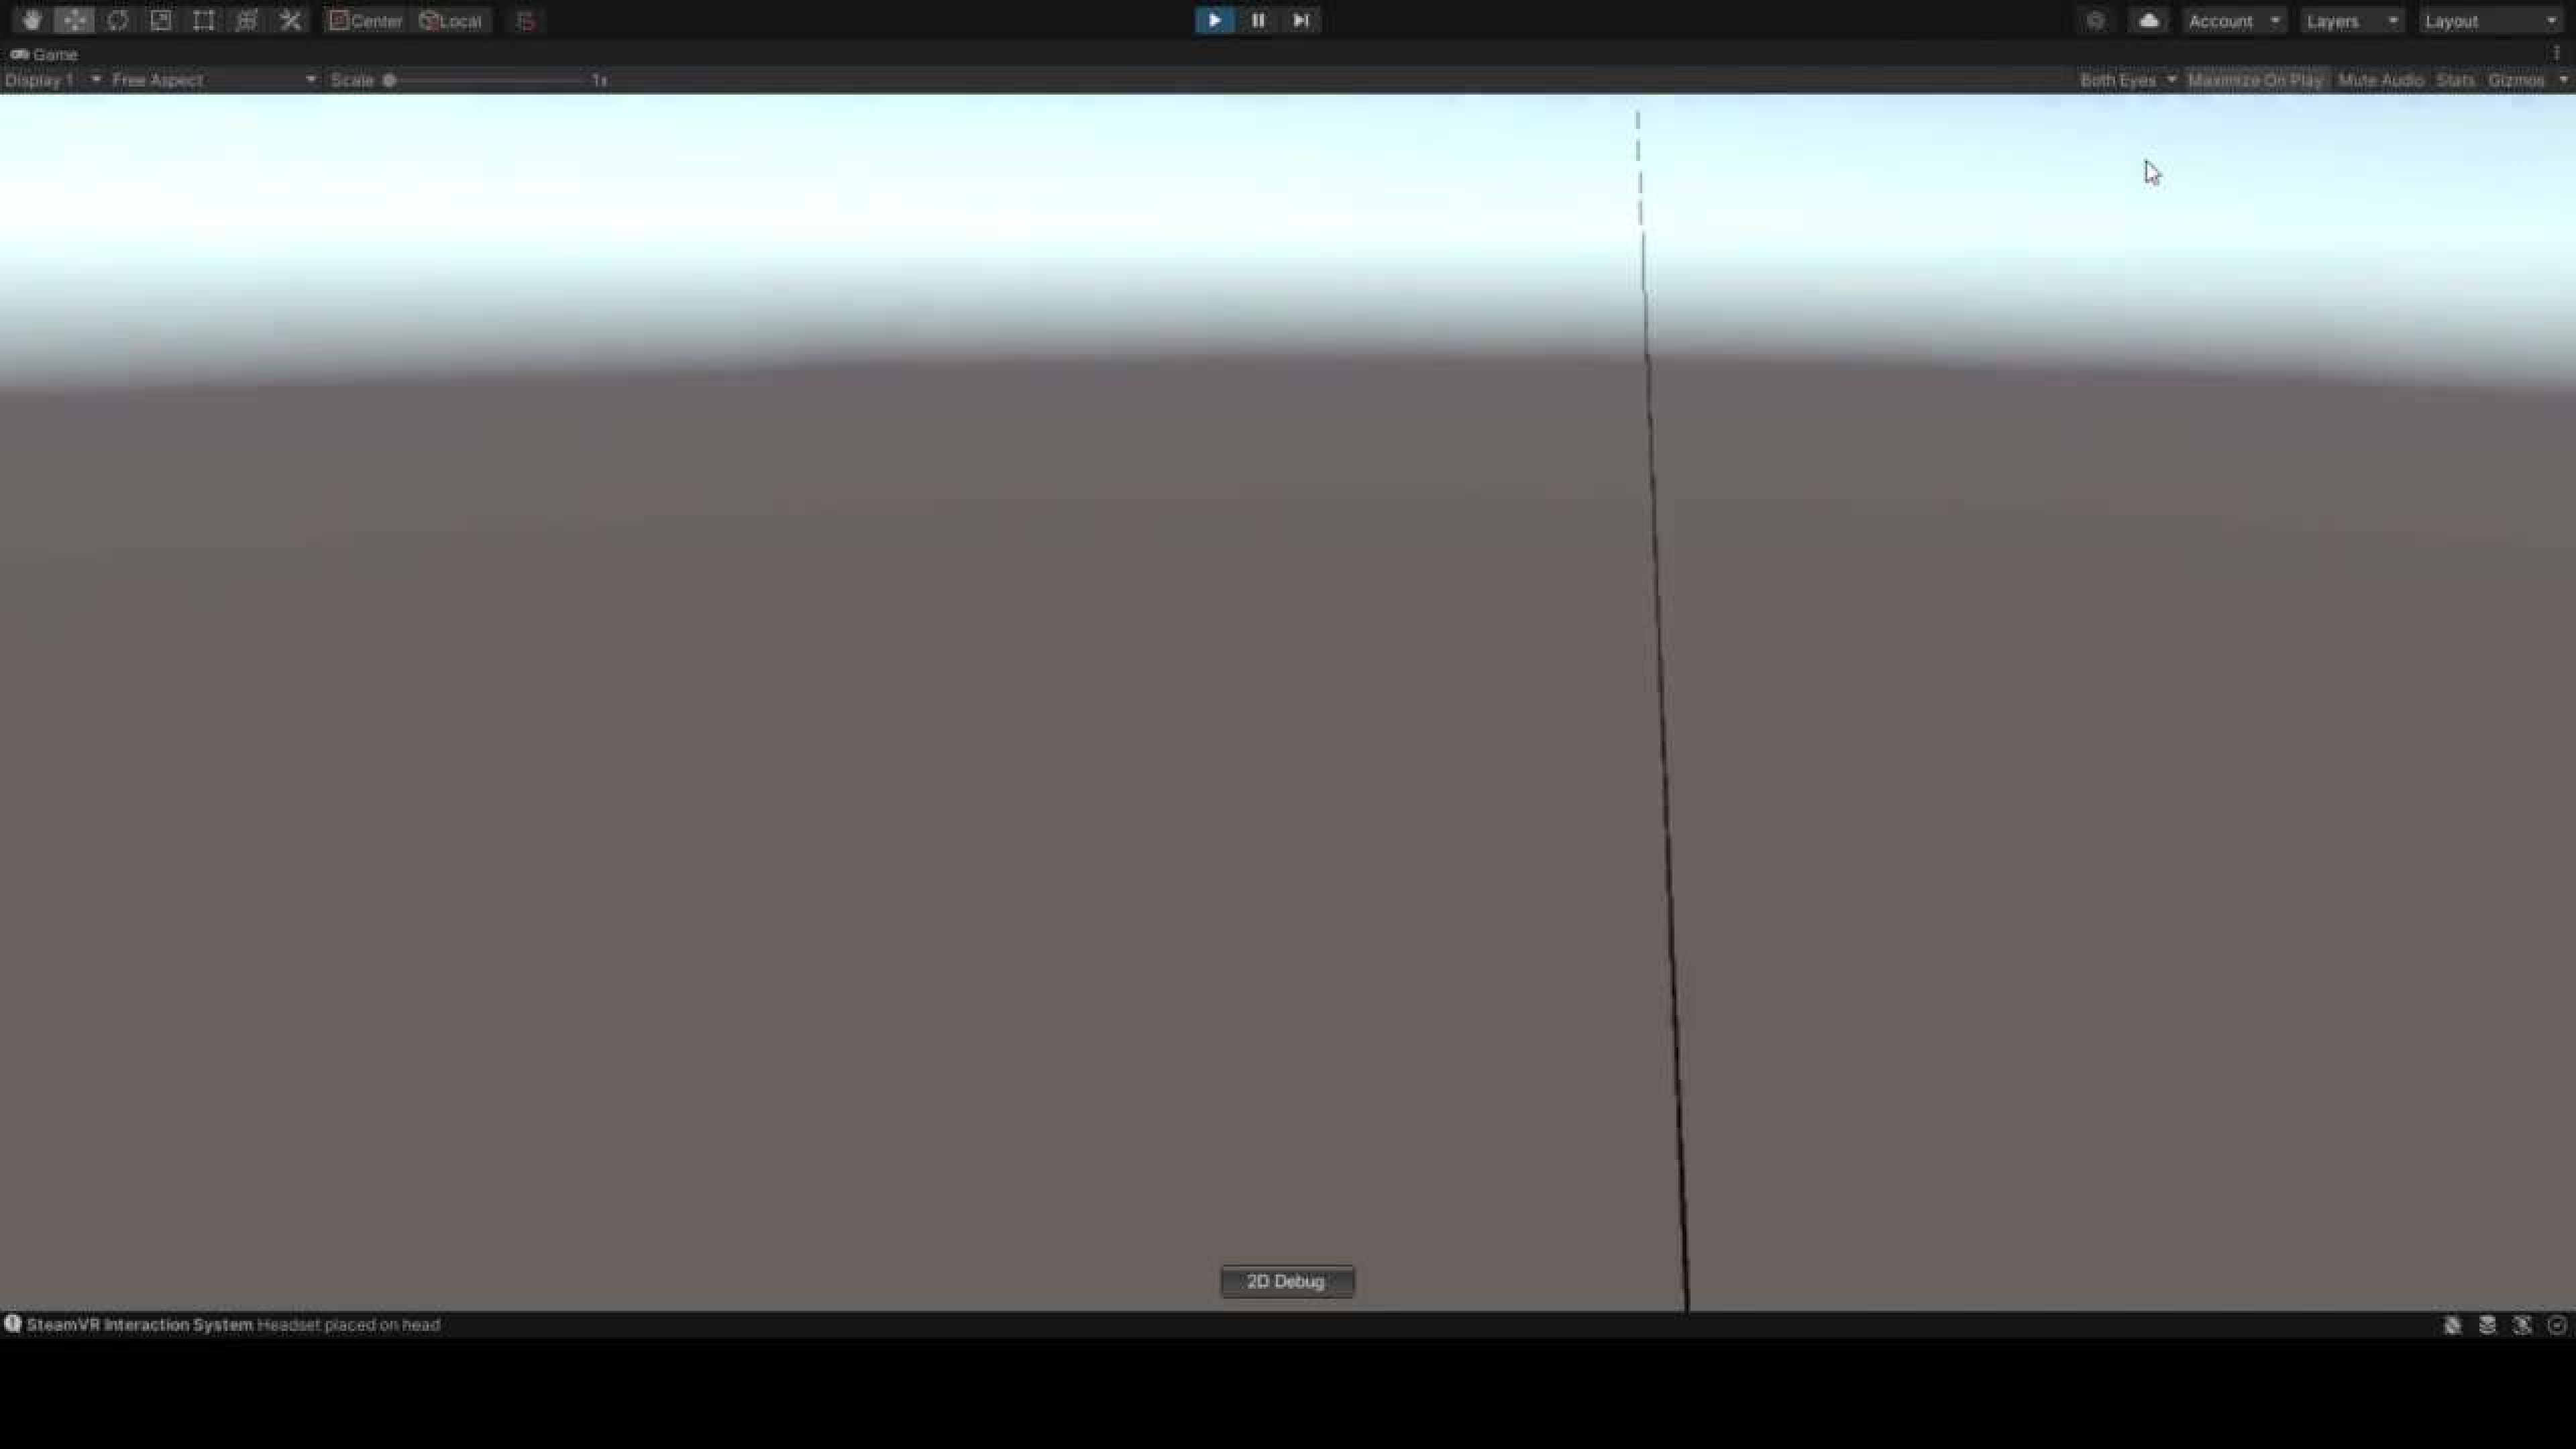 Center Local Account Layers Layout
Game
Display 1 Free Aspect Scale 1x Both Eyes Maximize On Play Mute Audio Stats Gizmos
2D Debug
SteamVR Interaction System Headset placed on head